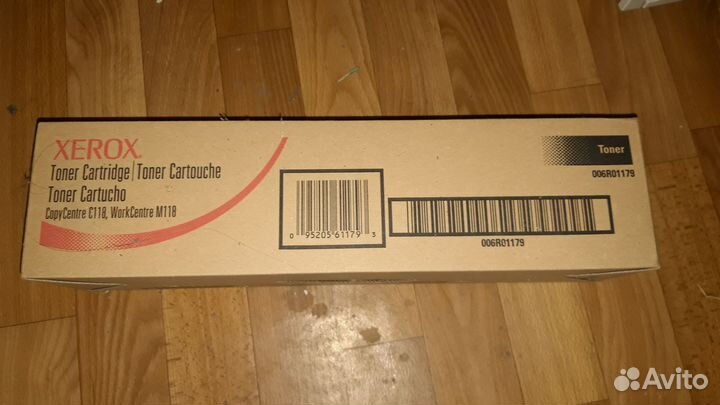 XEROX.
Toner Cartridge|Toner Cartouche
Toner Cartucho
CopyCentre C118, WorkCentre M118
0 95205 61179 3
006R01179
Toner
006R01179
Avito